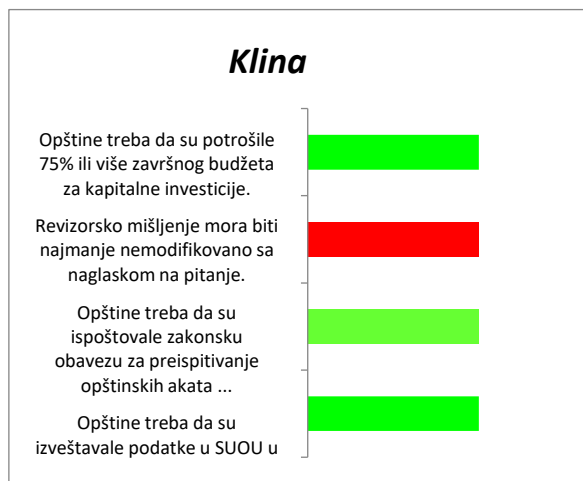 Klina
Opštine treba da su potrošile
75% ili više završnog budžeta
za kapitalne investicije.
Revizorsko mišljenje mora biti
najmanje nemodifikovano sa
naglaskom na pitanje.
Opštine treba da su
ispoštovale zakonsku
obavezu za preispitivanje
opštinskih akata ...
Opštine treba da su
izveštavale podatke u SUOU u